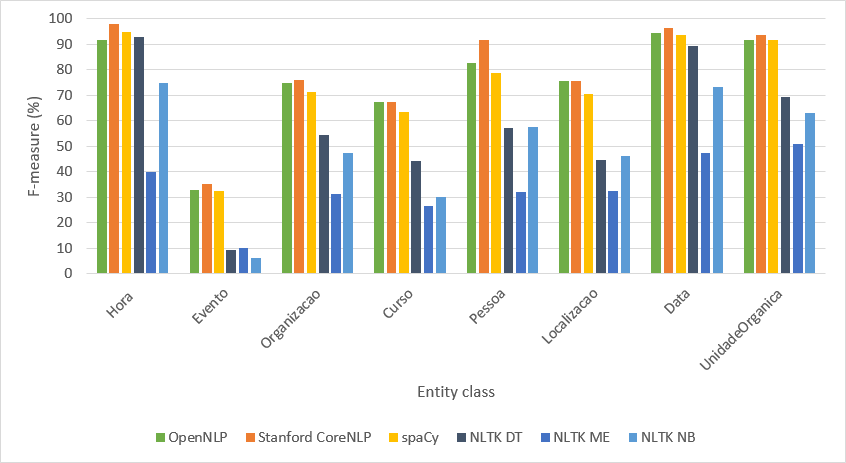 F-measure (%)
100
90
80
70
60
50
40
30
20
10
0
Hora
Evento
Organizacao
Curso
Pessoa
Localizacao
Data
UnidadeOrganica
Entity class
OpenNLP
Stanford CoreNLP
spaCy
NLTK DT
NLTK ME
NLTK NB